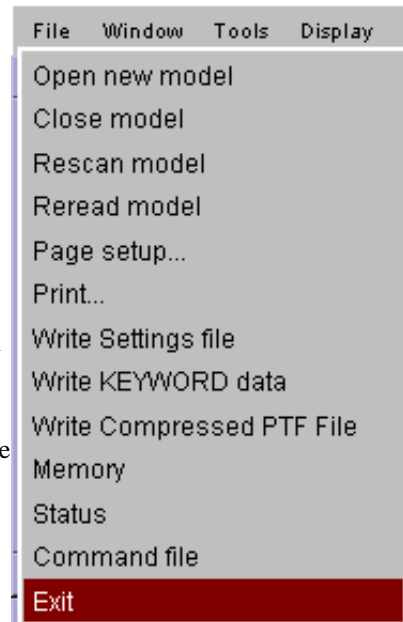 File Window Tools Display
Open new model
Close model
Rescan model
Reread model
Page setup...
Print...
Write Settings file
Write KEYWORD data
Write Compressed PTF File
e
Memory
Status
Command file
Exit